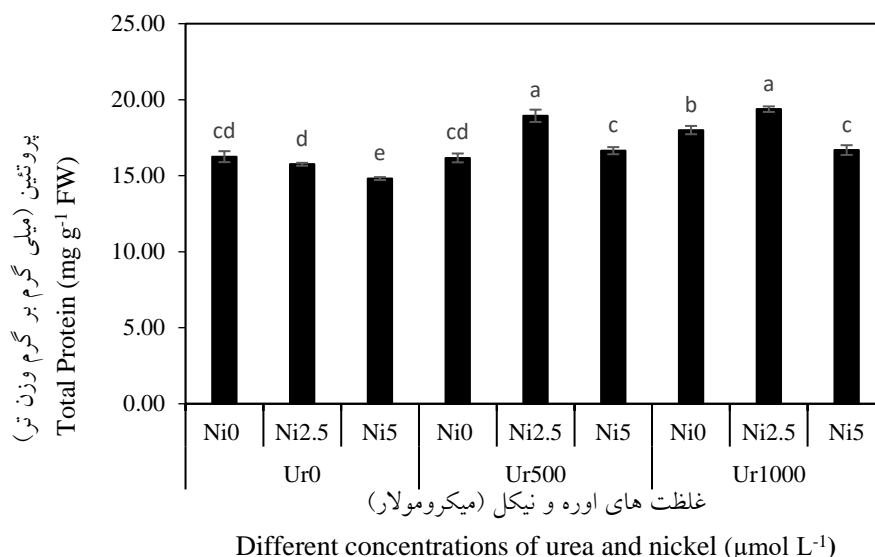 25.00
20.00
15.00
10.00
5.00
0.00
پروتئین (میلی گرم بر گرم وزن تر)
Total Protein (mg g⁻¹ FW)
cd d e cd a c b a c
Ni0 Ni2.5 Ni5 Ni0 Ni2.5 Ni5 Ni0 Ni2.5 Ni5
Ur0 Ur500 Ur1000
غلظت های اوره و نیکل (میکرومولار)
Different concentrations of urea and nickel (µmol L⁻¹)